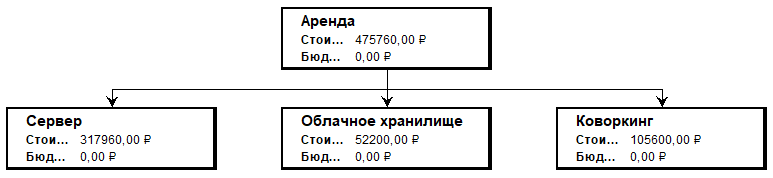 Аренда
Стои... 475760,00 ₽
Бюд... 0,00 ₽
Сервер
Стои... 317960,00 ₽
Бюд... 0,00 ₽
Облачное хранилище
Стои... 52200,00 ₽
Бюд... 0,00 ₽
Коворкинг
Стои... 105600,00 ₽
Бюд... 0,00 ₽